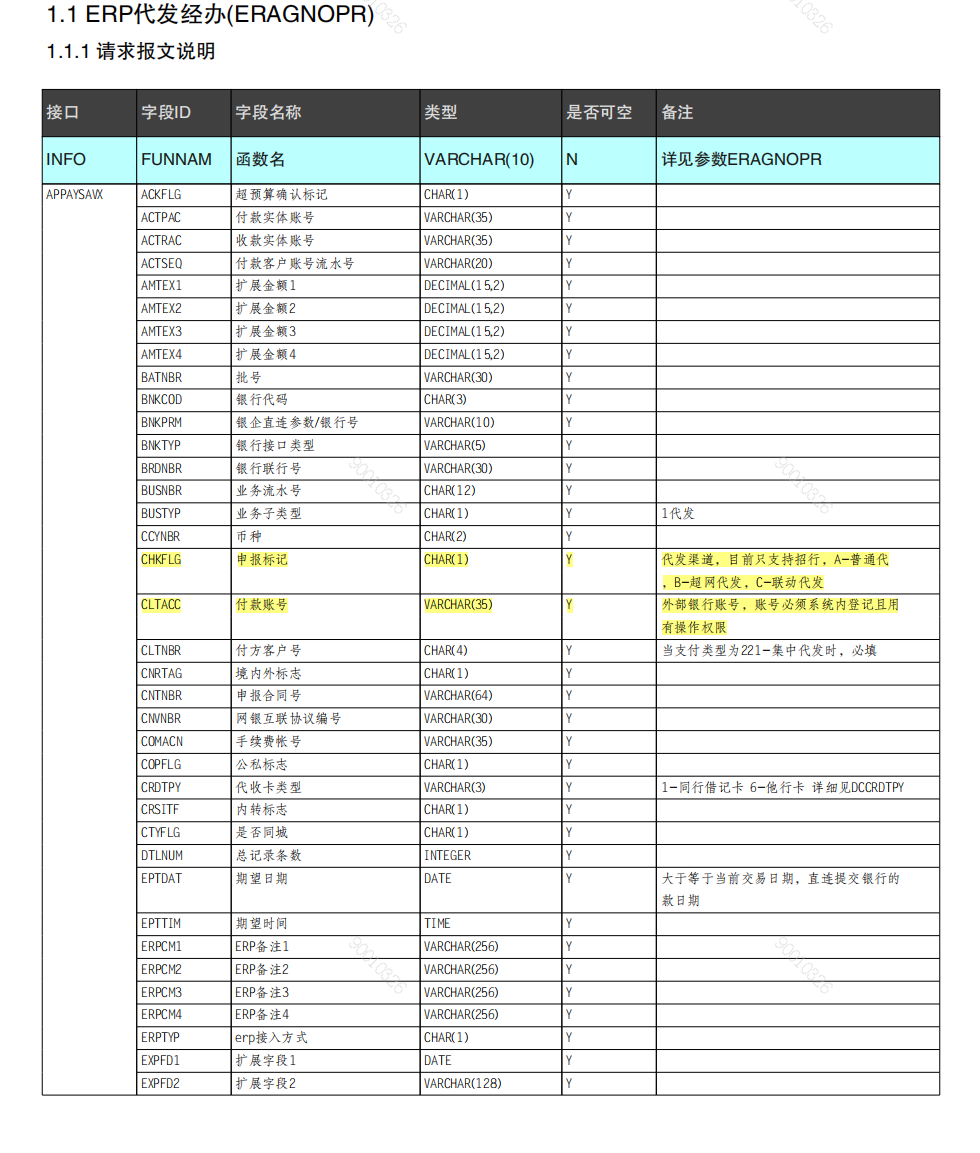 1.1 ERP代发经办(ERAGNOPR)
1.1.1 请求报文说明
接口 字段ID 字段名称 类型 是否可空 备注
INFO FUNNAM 函数名 VARCHAR(10) N 详见参数ERAGNOPR
APPAYSAVX ACKFLG 超预算确认标记 CHAR(1) Y
ACTPAC 付款实体账号 VARCHAR(35) Y
ACTRAC 收款实体账号 VARCHAR(35) Y
ACTSEQ 付款客户账号流水号 VARCHAR(20) Y
AMTEX1 扩展金额1 DECIMAL(15,2) Y
AMTEX2 扩展金额2 DECIMAL(15,2) Y
AMTEX3 扩展金额3 DECIMAL(15,2) Y
AMTEX4 扩展金额4 DECIMAL(15,2) Y
BATNBR 批号 VARCHAR(30) Y
BNKCOD 银行代码 CHAR(3) Y
BNKPRM 银企直连参数/银行号 VARCHAR(10) Y
BNKTYP 银行接口类型 VARCHAR(5) Y
BRDNBR 银行联行号 VARCHAR(30) Y
BUSNBR 业务流水号 CHAR(12) Y
BUSTYP 业务子类型 CHAR(1) Y 1代发
CCYNBR 币种 CHAR(2) Y
CHKFLG 申报标记 CHAR(1) Y 代发渠道，目前只支持招行，A-普通代
，B-超网代发，C-联动代发
CLTACC 付款账号 VARCHAR(35) Y 外部银行账号，账号必须系统内登记且用
有操作权限
CLTNBR 付方客户号 CHAR(4) Y 当支付类型为221-集中代发时，必填
CNRTAG 境内外标志 CHAR(1) Y
CNTNBR 申报合同号 VARCHAR(64) Y
CNVNBR 网银互联协议编号 VARCHAR(30) Y
COMACN 手续费帐号 VARCHAR(35) Y
COPFLG 公私标志 CHAR(1) Y
CRDTPY 代收卡类型 VARCHAR(3) Y 1-同行借记卡 6-他行卡 详细见DCCRDTPY
CRSITF 内转标志 CHAR(1) Y
CTYFLG 是否同城 CHAR(1) Y
DTLNUM 总记录条数 INTEGER Y
EPTDAT 期望日期 DATE Y 大于等于当前交易日期，直连提交银行的
款日期
EPTTIM 期望时间 TIME Y
ERPCM1 ERP备注1 VARCHAR(256) Y
ERPCM2 ERP备注2 VARCHAR(256) Y
ERPCM3 ERP备注3 VARCHAR(256) Y
ERPCM4 ERP备注4 VARCHAR(256) Y
ERPTYP erp接入方式 CHAR(1) Y
EXPFD1 扩展字段1 DATE Y
EXPFD2 扩展字段2 VARCHAR(128) Y
90010326
90010326
90010326
90010326